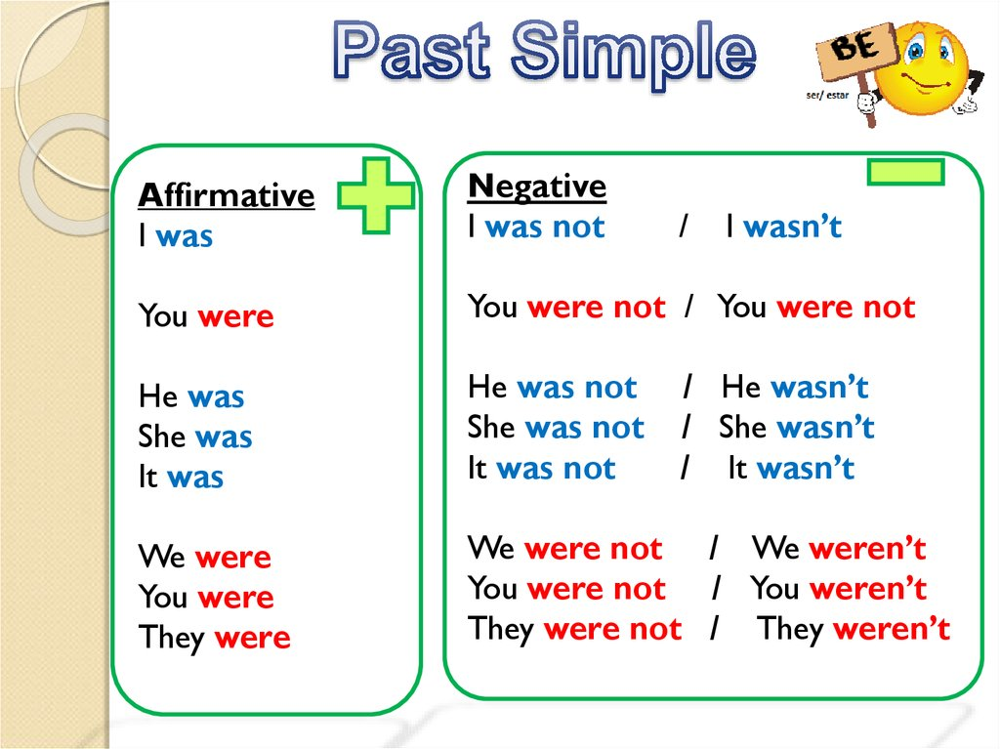 Past Simple
BE
ser/ estar
Affirmative
I was
You were
He was
She was
It was
We were
You were
They were
Negative
I was not / I wasn’t
You were not / You were not
He was not / He wasn’t
She was not / She wasn’t
It was not / It wasn’t
We were not / We weren’t
You were not / You weren’t
They were not / They weren’t